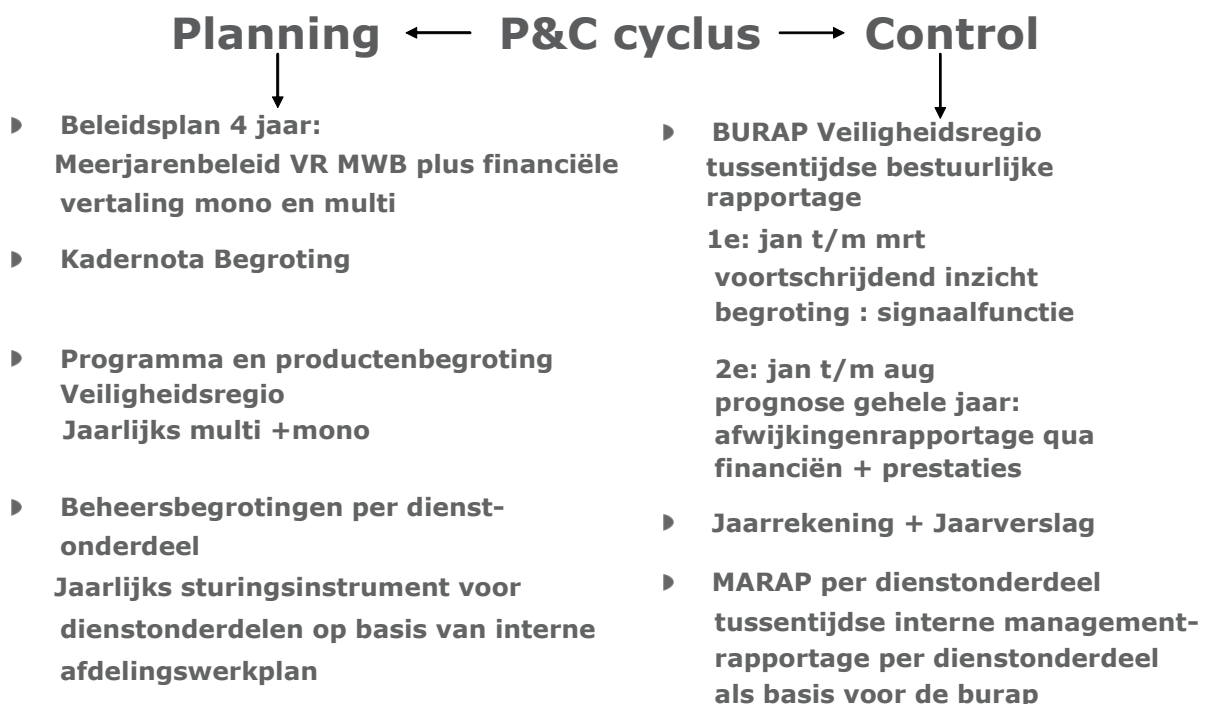 Planning P&C cyclus Control
Beleidsplan 4 jaar:
Meerjarenbeleid VR MWB plus financiële
vertaling mono en multi
Kadernota Begroting
Programma en productenbegroting
Veiligheidsregio
Jaarlijks multi +mono
Beheersbegrotingen per dienst-
onderdeel
Jaarlijks sturingsinstrument voor
dienstonderdelen op basis van interne
afdelingswerkplan
BURAP Veiligheidsregio
tussentijdse bestuurlijke
rapportage
1e: jan t/m mrt
voortschrijdend inzicht
begroting : signaalfunctie
2e: jan t/m aug
prognose gehele jaar:
afwijkingenrapportage qua
financiën + prestaties
Jaarrekening + Jaarverslag
MARAP per dienstonderdeel
tussentijdse interne management-
rapportage per dienstonderdeel
als basis voor de burap